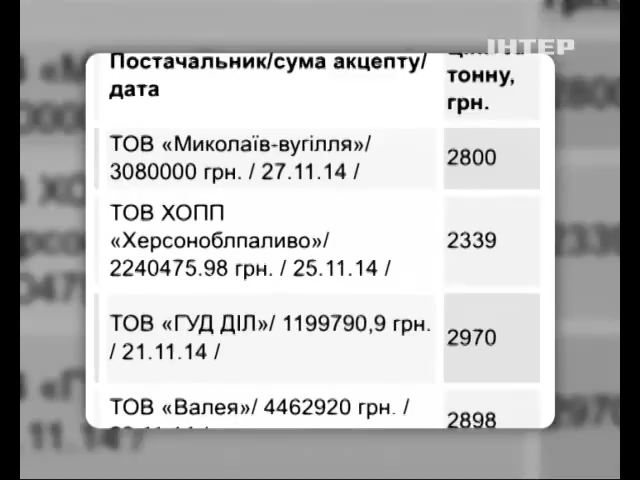 ІНТЕР
Постачальник/сума акцепту/
дата
тонну,
грн.
ТОВ «Миколаїв-вугілля»/
3080000 грн. / 27.11.14 /
2800
ТОВ ХОПП
«Херсоноблпаливо»/
2240475.98 грн. / 25.11.14 /
2339
ТОВ «ГУД ДІЛ»/ 1199790,9 грн.
/ 21.11.14 /
2970
ТОВ «Валея»/ 4462920 грн. /
2898